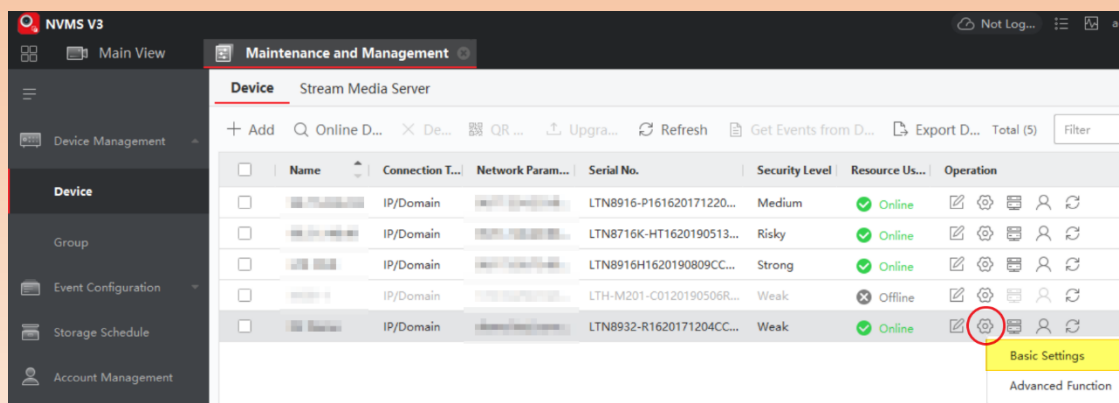 NVMS V3 Not Log...
Main View Maintenance and Management
Device Stream Media Server
Add Online D... De... QR ... Upgra... Refresh Get Events from D... Export D... Total (5) Filter
Device Management
Name Connection T... Network Param... Serial No. Security Level Resource Us... Operation
Device
IP/Domain LTN8916-P161620171220... Medium Online
IP/Domain LTN8716K-HT1620190513... Risky Online
Group
IP/Domain LTN8916H1620190809CC... Strong Online
Event Configuration
IP/Domain LTH-M201-C0120190506R... Weak Offline
Storage Schedule
IP/Domain LTN8932-R1620171204CC... Weak Online
Basic Settings
Account Management
Advanced Function